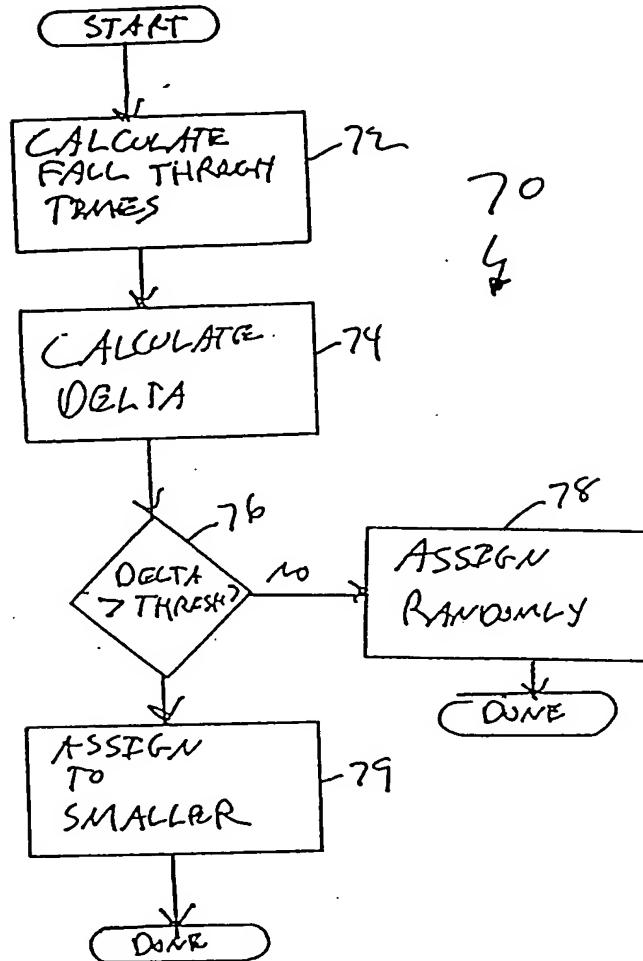 START
CALCULATE
FALL THROUGH
TIMES
72
70
CALCULATE
DELTA
74
76
DELTA
> THRESH?
NO
78
ASSIGN
RANDOMLY
DONE
ASSIGN
TO
SMALLER
79
DONE